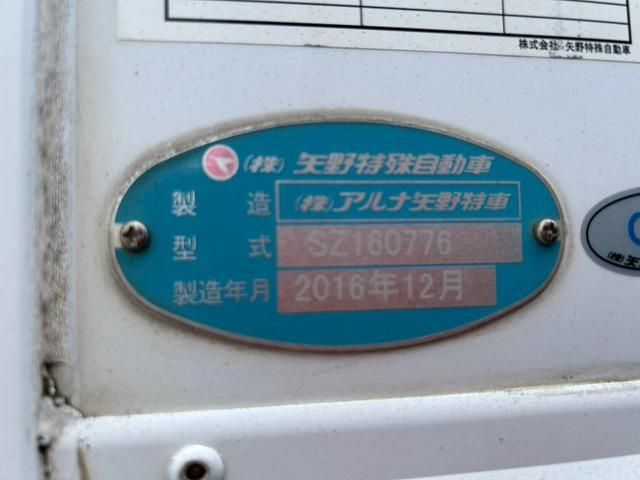 株式会社 矢野特殊自動車
(株) 矢野特殊自動車
製造 (株) アルナ矢野特車
型式 SZ160776
製造年月 2016年12月
(株)矢